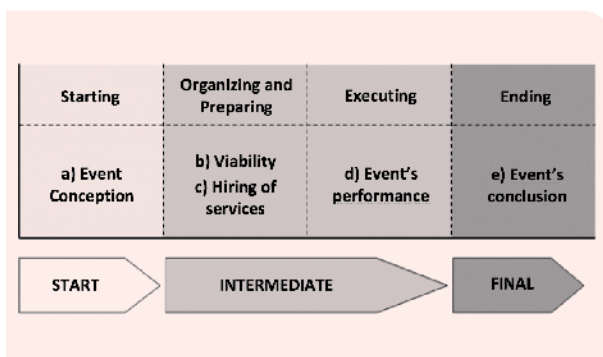 Starting
Organizing and
Preparing
Executing
Ending
a) Event
Conception
b) Viability
c) Hiring of
services
d) Event's
performance
e) Event's
conclusion
START
INTERMEDIATE
FINAL